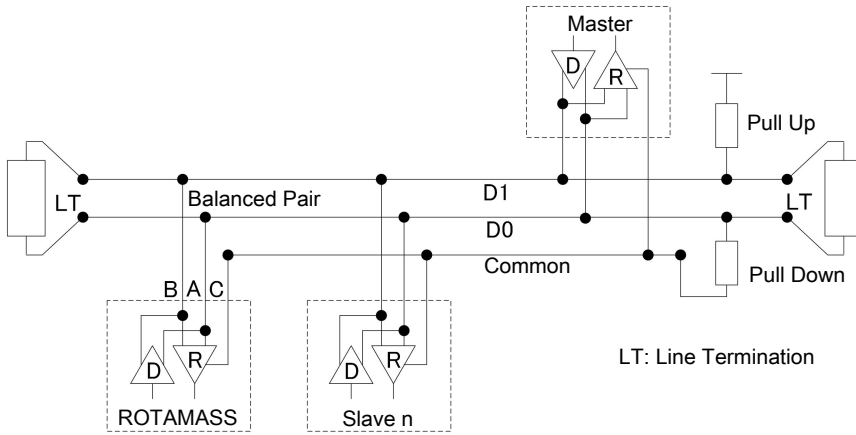 Master
D
R
Pull Up
LT
Balanced Pair
D1
LT
D0
Common
B A C
Pull Down
D
R
D
R
LT: Line Termination
ROTAMASS
Slave n